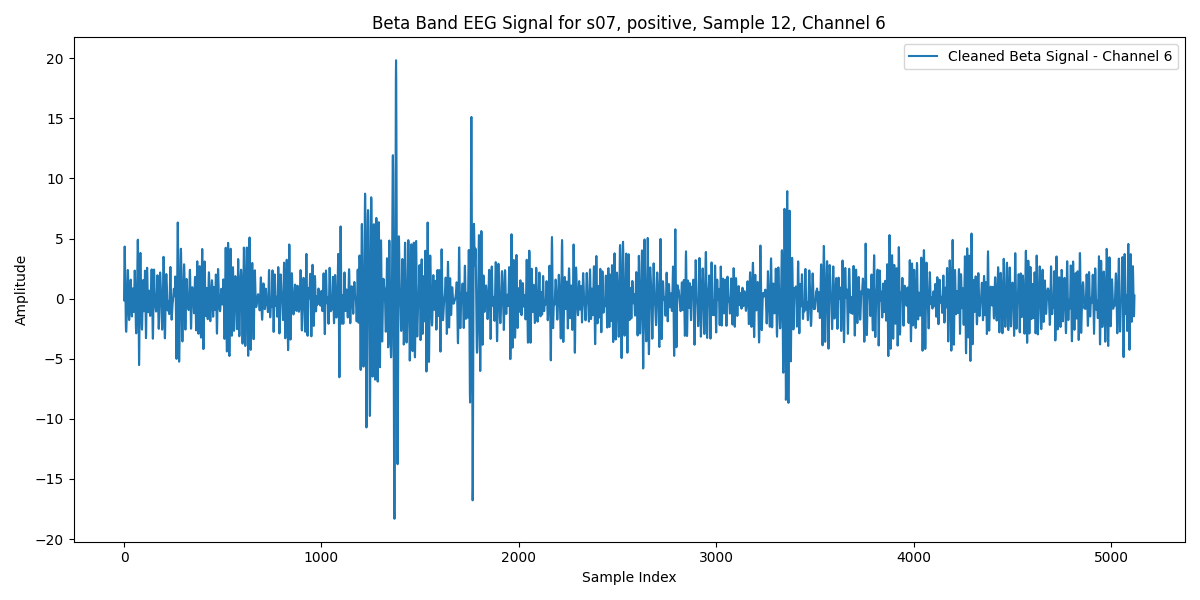 Beta Band EEG Signal for s07, positive, Sample 12, Channel 6
Cleaned Beta Signal - Channel 6
20
15
10
5
0
−5
−10
−15
−20
Amplitude
0 1000 2000 3000 4000 5000
Sample Index